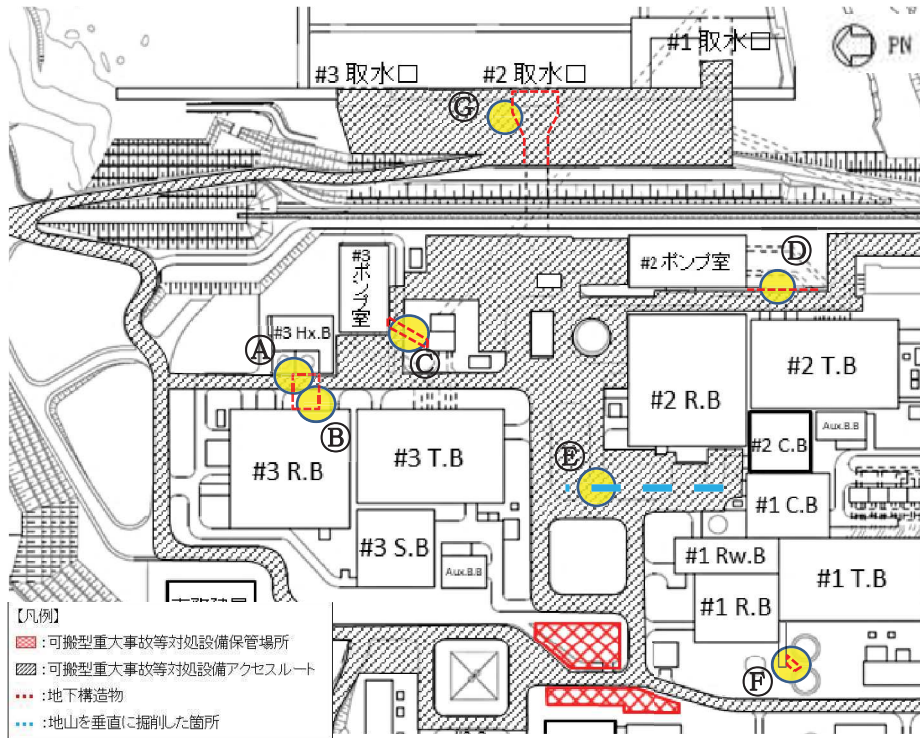 #1 取水口
PN
#3 取水口
#2 取水口
Ⓖ
#3
ポンプ室
#2 ポンプ室
Ⓓ
#3 Hx.B
Ⓐ
Ⓒ
#2 T.B
#2 R.B
Ⓑ
Aux.B.B
#2 C.B
#3 R.B
#3 T.B
Ⓔ
#1 C.B
#3 S.B
#1 Rw.B
Aux.B.B
#1 T.B
#1 R.B
Ⓕ
【凡例】
:可搬型重大事故等対処設備保管場所
:可搬型重大事故等対処設備アクセスルート
:地下構造物
:地山を垂直に掘削した箇所